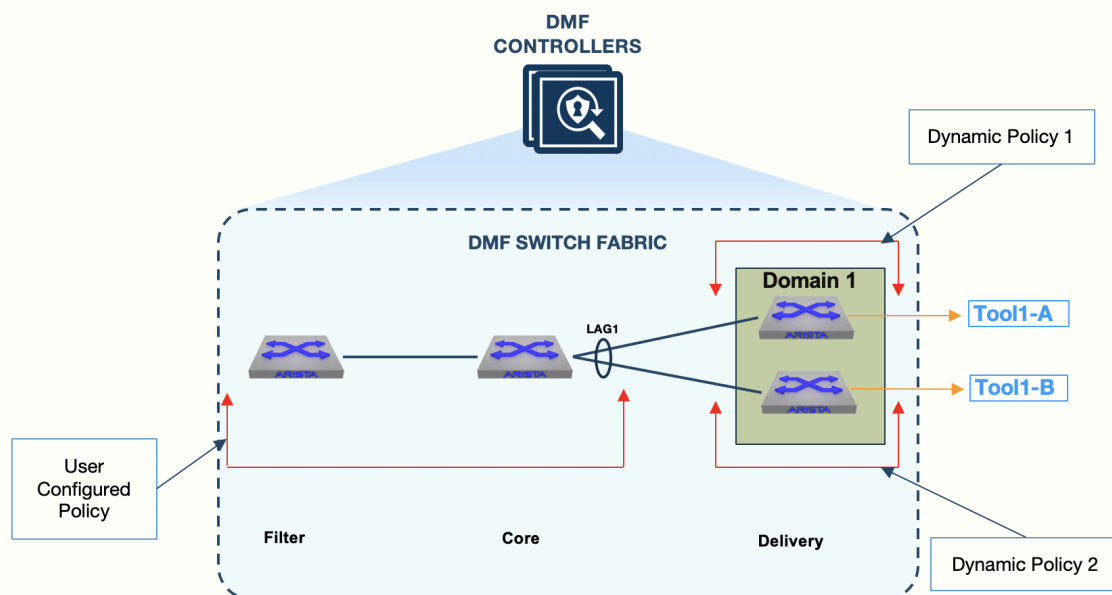 DMF
CONTROLLERS
Dynamic Policy 1
DMF SWITCH FABRIC
Domain 1
LAG1
Tool1-A
ARISTA
ARISTA
ARISTA
Tool1-B
ARISTA
User
Configured
Policy
Filter
Core
Delivery
Dynamic Policy 2